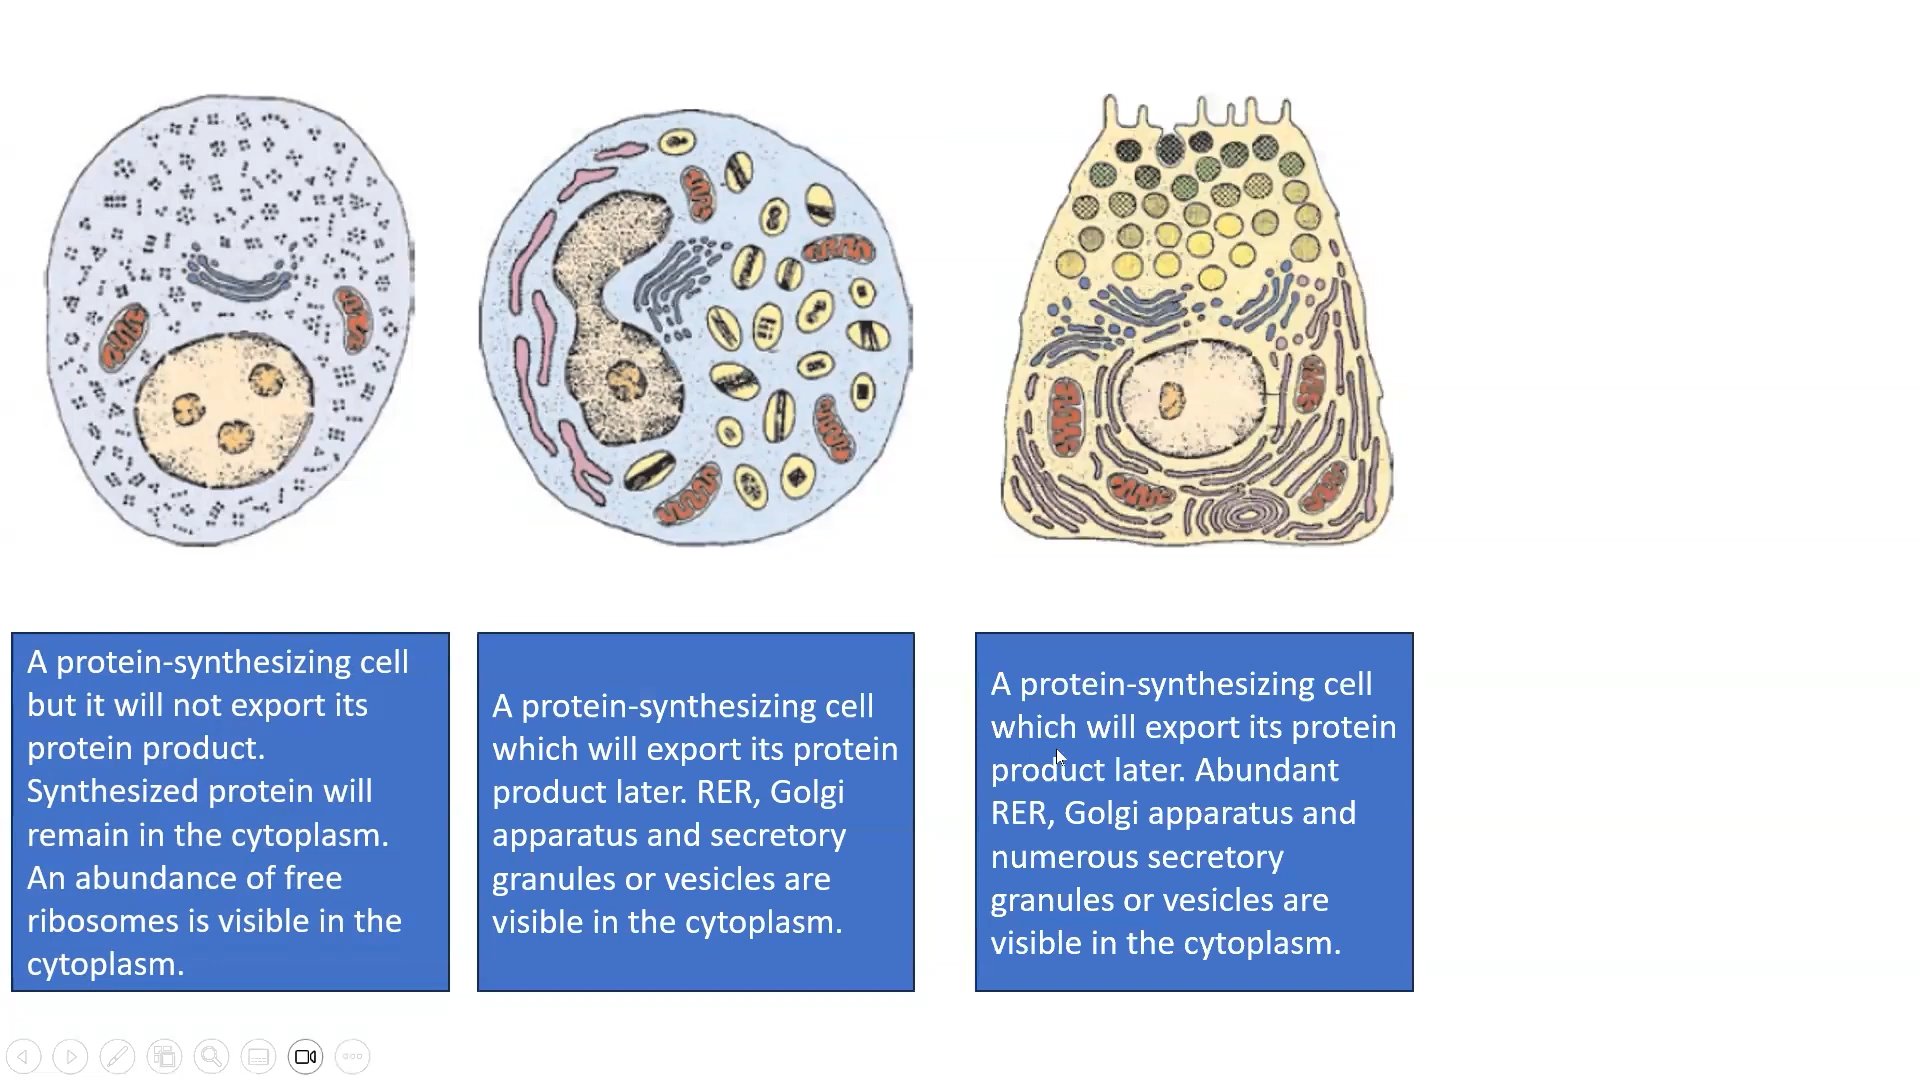 A protein-synthesizing cell
but it will not export its
protein product.
Synthesized protein will
remain in the cytoplasm.
An abundance of free
ribosomes is visible in the
cytoplasm.
A protein-synthesizing cell
which will export its protein
product later. RER, Golgi
apparatus and secretory
granules or vesicles are
visible in the cytoplasm.
A protein-synthesizing cell
which will export its protein
product later. Abundant
RER, Golgi apparatus and
numerous secretory
granules or vesicles are
visible in the cytoplasm.